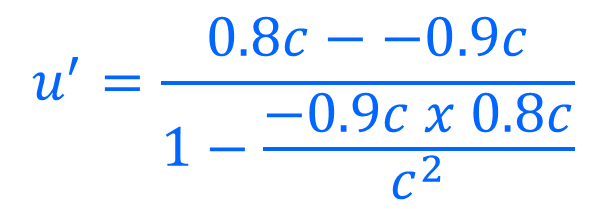 u′ = 0.8c − −0.9c
1 − −0.9c x 0.8c
c²